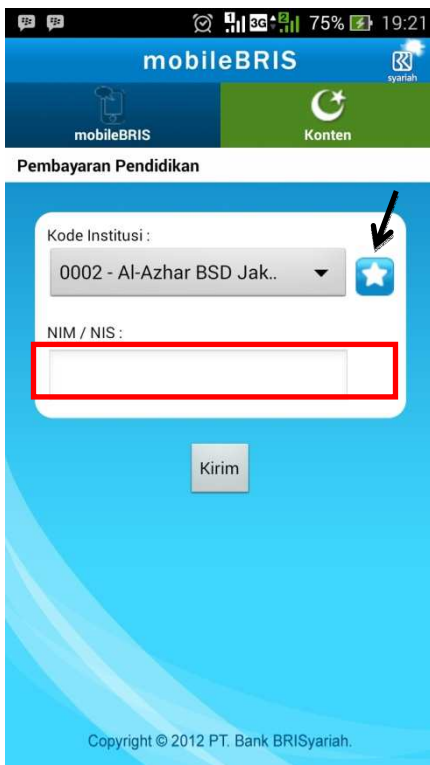 3G 75% 19:21
mobileBRIS
syariah
mobileBRIS
Konten
Pembayaran Pendidikan
Kode Institusi :
0002 - Al-Azhar BSD Jak..
NIM / NIS :
Kirim
Copyright © 2012 PT. Bank BRISyariah.